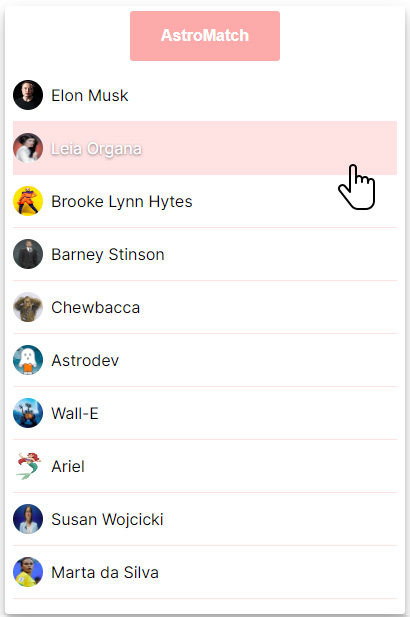 AstroMatch
Elon Musk
Leia Organa
Brooke Lynn Hytes
Barney Stinson
Chewbacca
Astrodev
Wall-E
Ariel
Susan Wojcicki
Marta da Silva